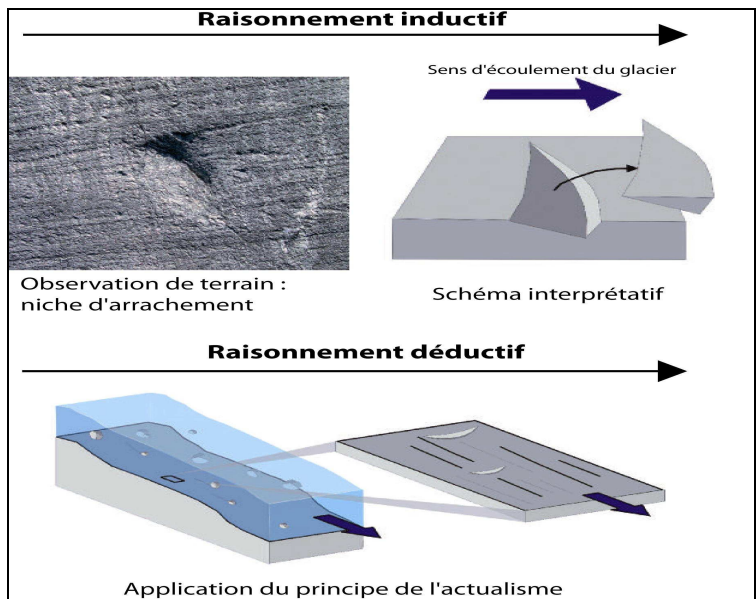 Raisonnement inductif
Sens d'écoulement du glacier
Observation de terrain :
niche d'arrachement
Schéma interprétatif
Raisonnement déductif
Application du principe de l'actualisme